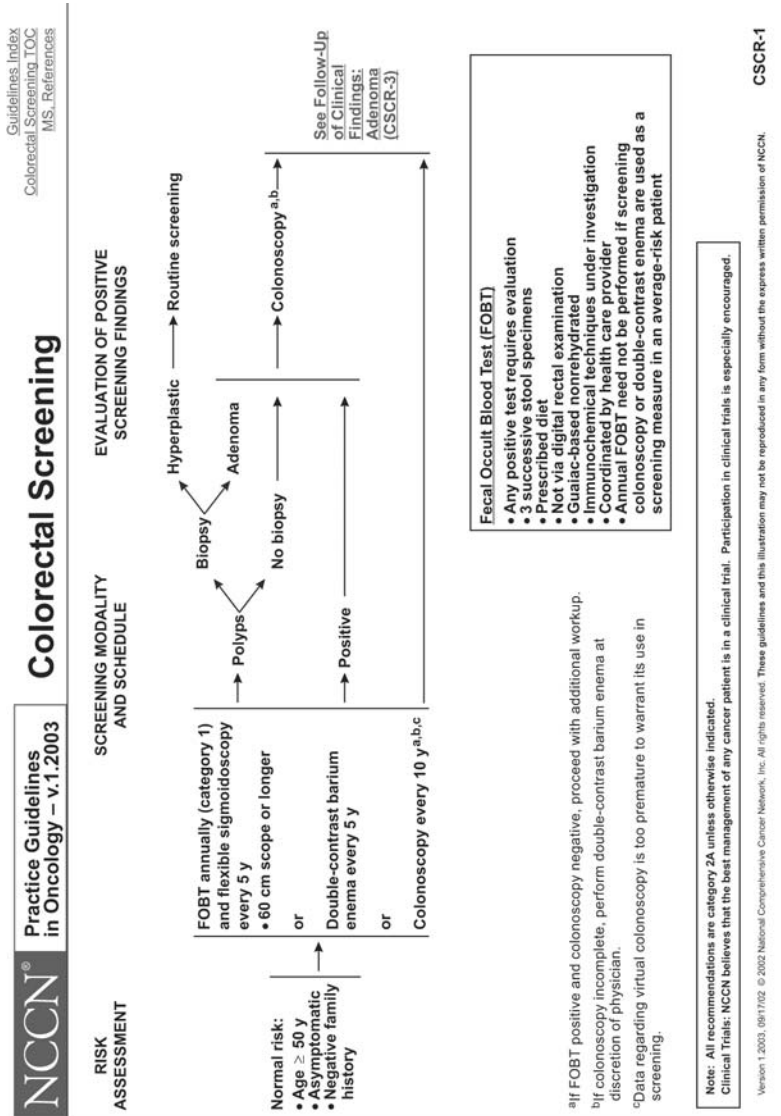 NCCN®
Practice Guidelines
in Oncology – v.1.2003
Colorectal Screening
Guidelines Index
Colorectal Screening TOC
MS, References
RISK
ASSESSMENT
SCREENING MODALITY
AND SCHEDULE
EVALUATION OF POSITIVE
SCREENING FINDINGS
Normal risk:
• Age ≥ 50 y
• Asymptomatic
• Negative family
history
FOBT annually (category 1)
and flexible sigmoidoscopy
every 5 y
• 60 cm scope or longer
or
Double-contrast barium
enema every 5 y
or
Colonoscopy every 10 y a,b,c
Polyps
Positive
Biopsy
No biopsy
Hyperplastic
Adenoma
Routine screening
Colonoscopy a,b
See Follow-Up
of Clinical
Findings:
Adenoma
(CSCR-3)
Fecal Occult Blood Test (FOBT)
• Any positive test requires evaluation
• 3 successive stool specimens
• Prescribed diet
• Not via digital rectal examination
• Guaiac-based nonrehydrated
• Immunochemical techniques under investigation
• Coordinated by health care provider
• Annual FOBT need not be performed if screening
colonoscopy or double-contrast enema are used as a
screening measure in an average-risk patient
a If FOBT positive and colonoscopy negative, proceed with additional workup.
b If colonoscopy incomplete, perform double-contrast barium enema at
discretion of physician.
c Data regarding virtual colonoscopy is too premature to warrant its use in
screening.
Note: All recommendations are category 2A unless otherwise indicated.
Clinical Trials: NCCN believes that the best management of any cancer patient is in a clinical trial. Participation in clinical trials is especially encouraged.
Version 1.2003, 09/17/02 © 2002 National Comprehensive Cancer Network, Inc. All rights reserved. These guidelines and this illustration may not be reproduced in any form without the express written permission of NCCN.
CSCR-1